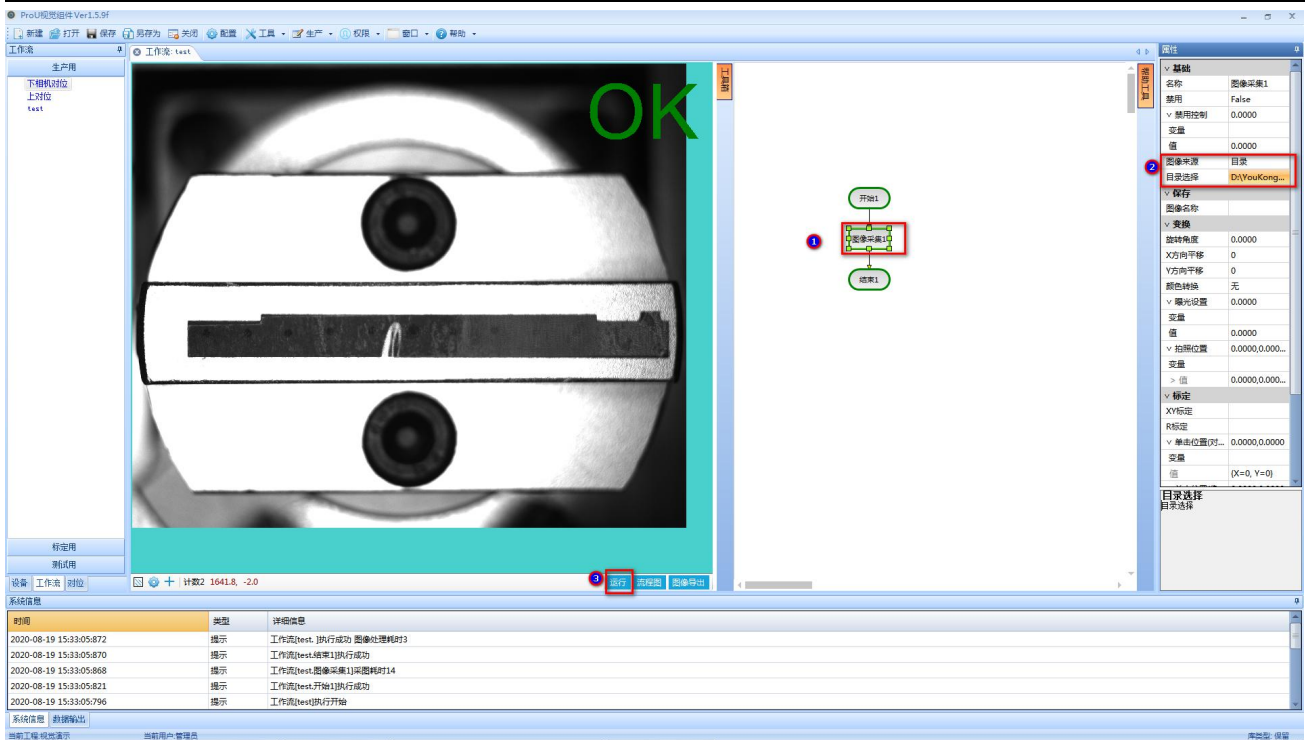 ProU视觉组件 Ver1.5.9f
新建 打开 保存 另存为 关闭 配置 工具 生产 权限 窗口 帮助
工作流
生产用
下相机对位
上对位
test
标定用
测试用
设备 工作流 对位
工作流: test
OK
工具箱
计数2 1641.8, -2.0
3 运行 流程图 图像导出
开始1
1 图像采集1
结束1
帮助工具
属性
基础
名称 图像采集1
禁用 False
禁用控制 0.0000
变量
值 0.0000
2
图像来源 目录
目录选择 D:\YouKong...
保存
图像名称
变换
旋转角度 0.0000
X方向平移 0
Y方向平移 0
颜色转换 无
曝光设置 0.0000
变量
值 0.0000
拍照位置 0.0000,0.000...
变量
值 0.0000,0.000...
标定
XY标定
R标定
单击位置(对... 0.0000,0.0000
变量
值 {X=0, Y=0}
目录选择
目录选择
系统信息
时间 类型 详细信息
2020-08-19 15:33:05:872 提示 工作流[test. ]执行成功 图像处理耗时3
2020-08-19 15:33:05:870 提示 工作流[test.结束1]执行成功
2020-08-19 15:33:05:868 提示 工作流[test.图像采集1]采图耗时14
2020-08-19 15:33:05:821 提示 工作流[test.开始1]执行成功
2020-08-19 15:33:05:796 提示 工作流[test]执行开始
系统信息 数据输出
当前工程:视觉演示 当前用户:管理员 库类型: 保留